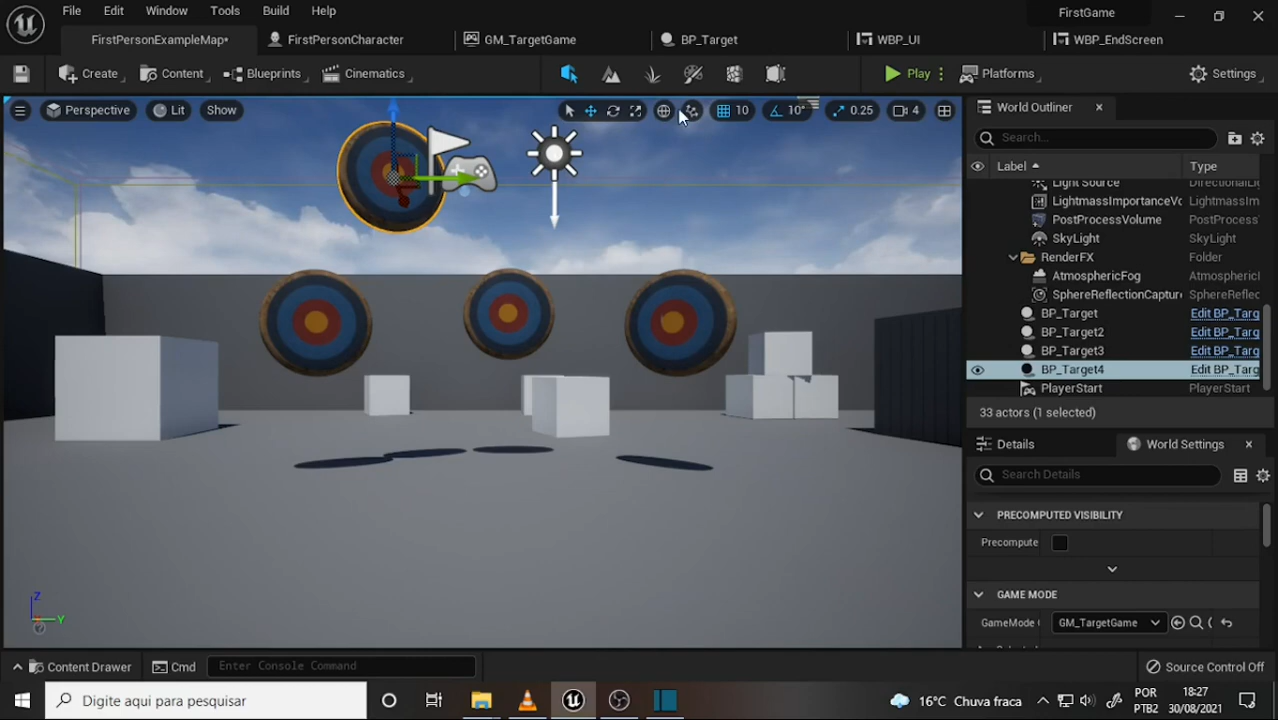 File Edit Window Tools Build Help FirstGame
FirstPersonExampleMap* FirstPersonCharacter GM_TargetGame BP_Target WBP_UI WBP_EndScreen
Create Content Blueprints Cinematics Play Platforms Settings
Perspective Lit Show 10 10° 0.25 4
World Outliner
Search...
Label Type
Light Source DirectionalLig
LightmassImportanceVo Lightmass
PostProcessVolume PostProcess
SkyLight SkyLight
RenderFX Folder
AtmosphericFog Atmospheric
SphereReflectionCapture SphereReflec
BP_Target Edit BP_Targ
BP_Target2 Edit BP_Targ
BP_Target3 Edit BP_Targ
BP_Target4 Edit BP_Targ
PlayerStart PlayerStart
33 actors (1 selected)
Details World Settings
Search Details
PRECOMPUTED VISIBILITY
Precompute
GAME MODE
GameMode GM_TargetGame
Z
Y
Content Drawer Cmd Enter Console Command Source Control Off
Digite aqui para pesquisar 16°C Chuva fraca POR PTB2 18:27 30/08/2021